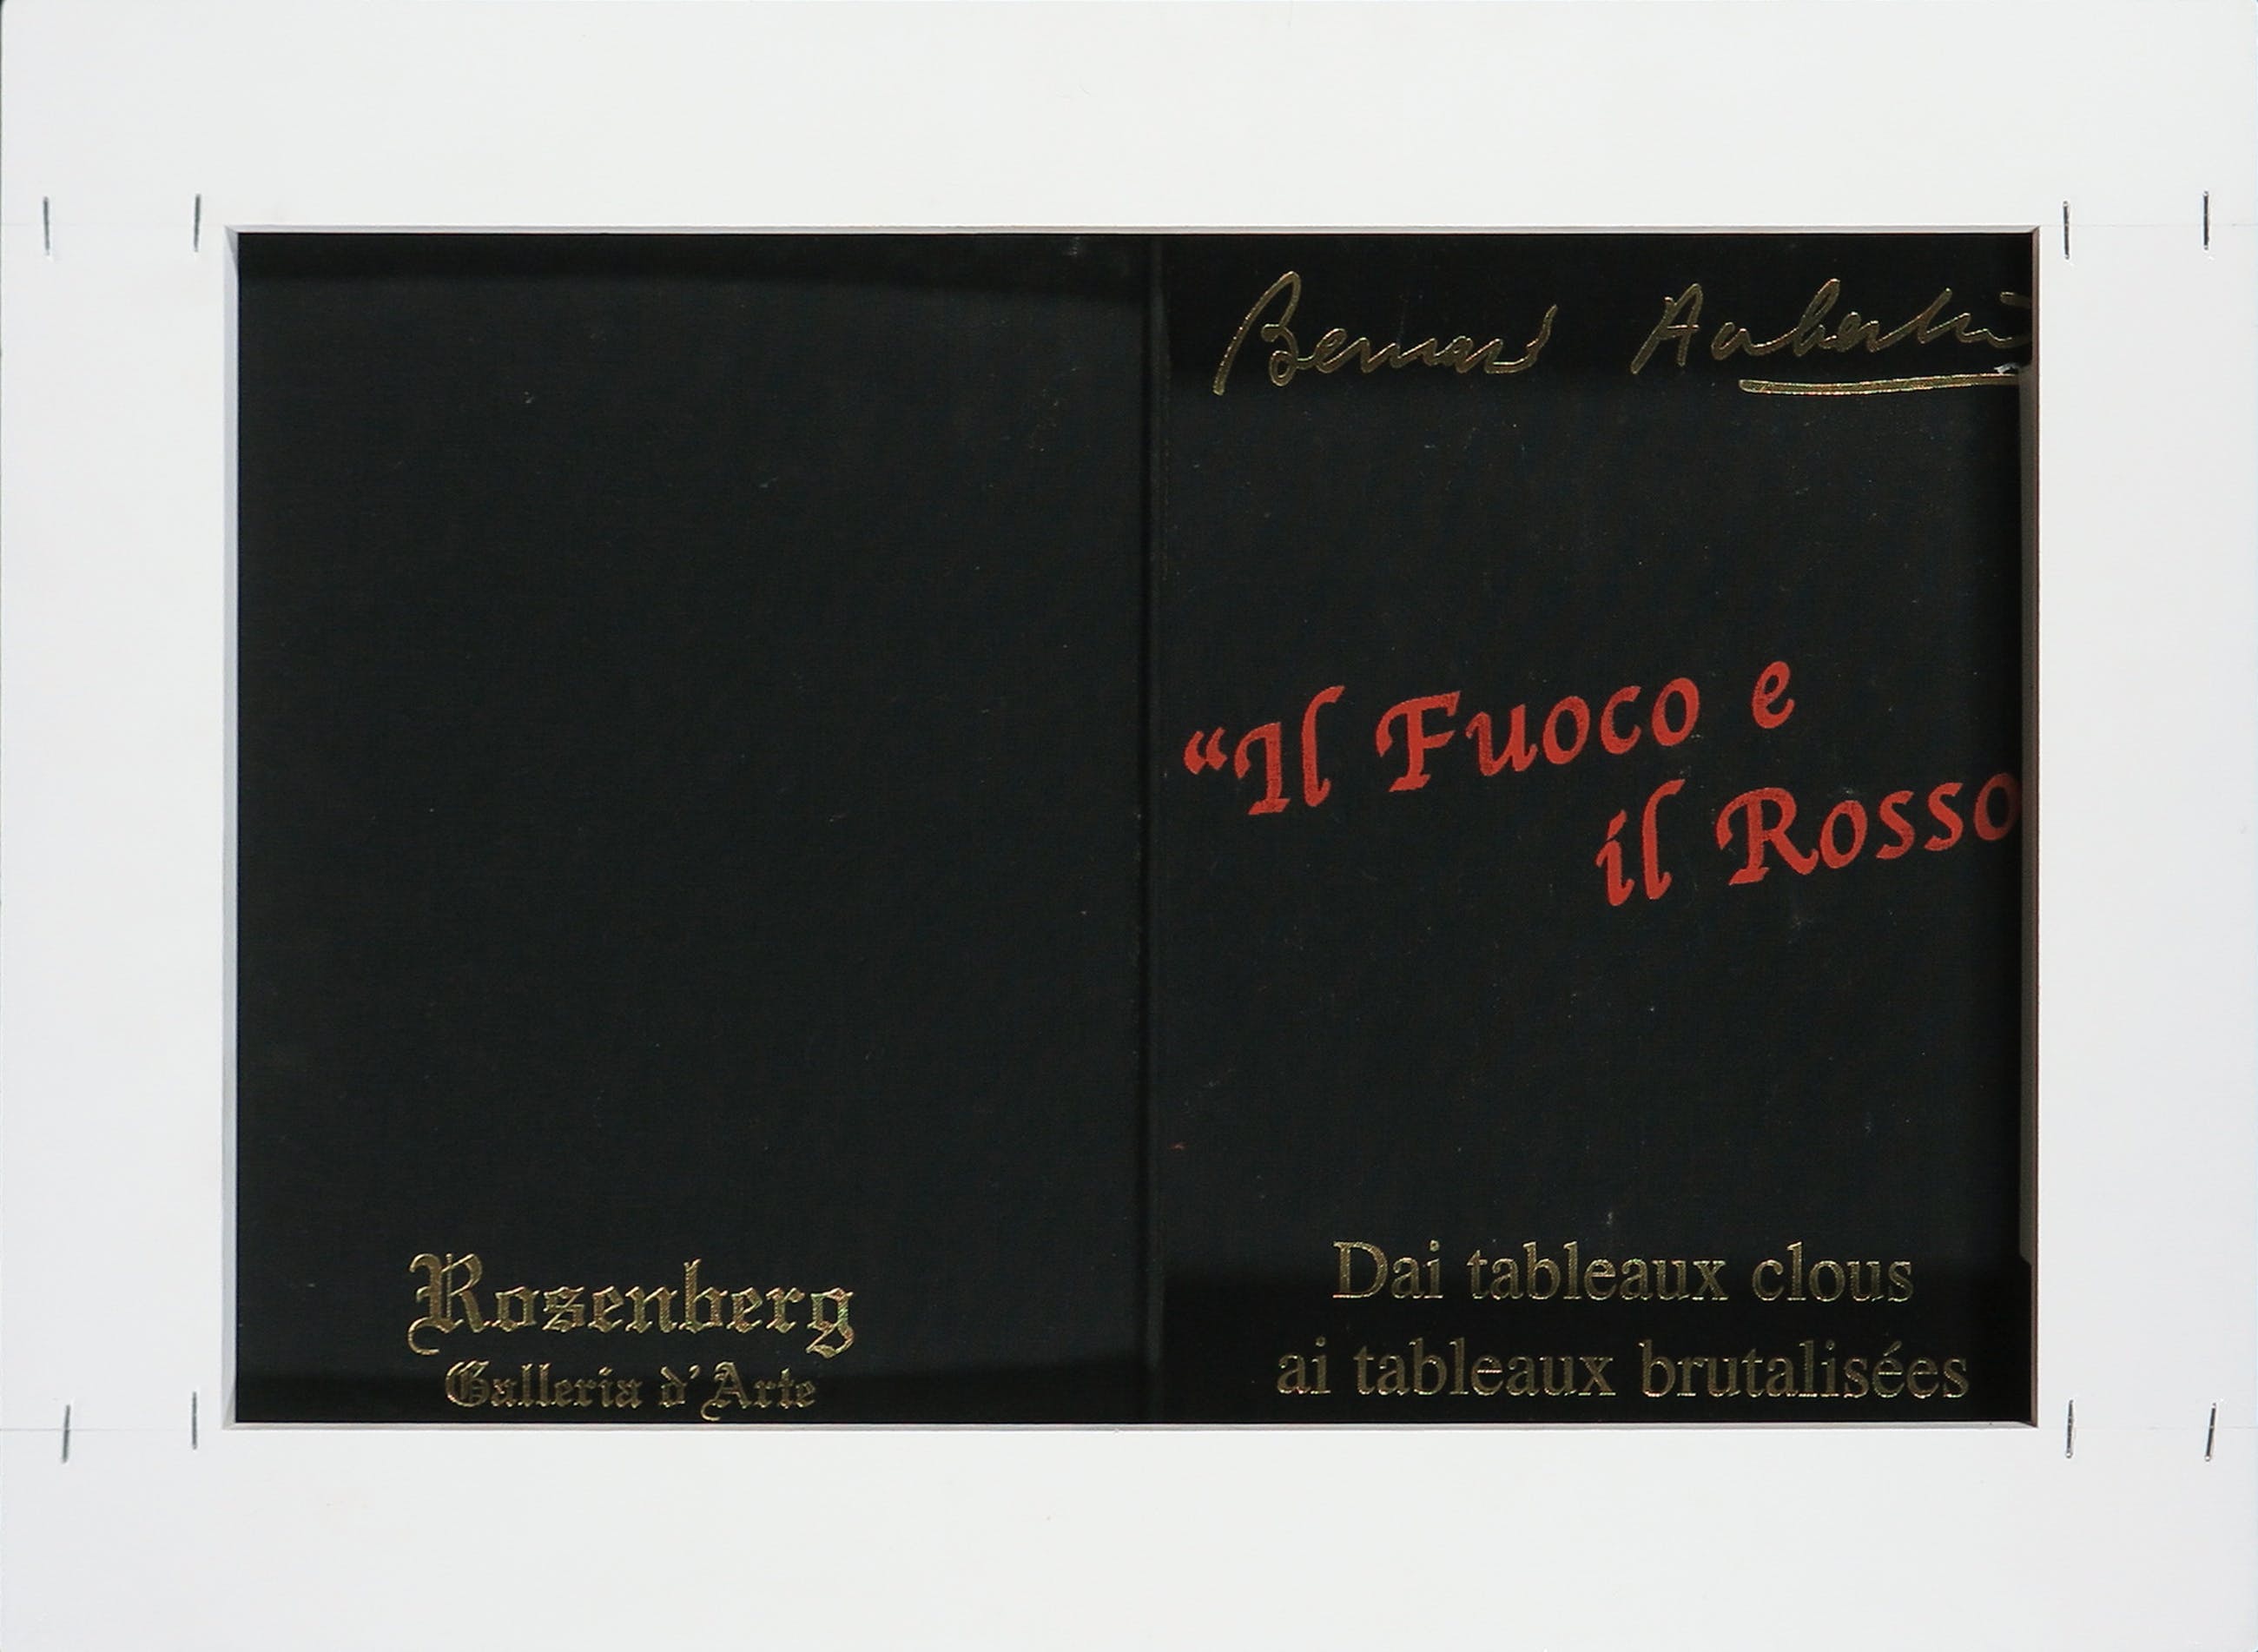 Bernard Aubertin
“Il Fuoco e
il Rosso
Dai tableaux clous
ai tableaux brutalisées
Rosenberg
Galleria d'Arte